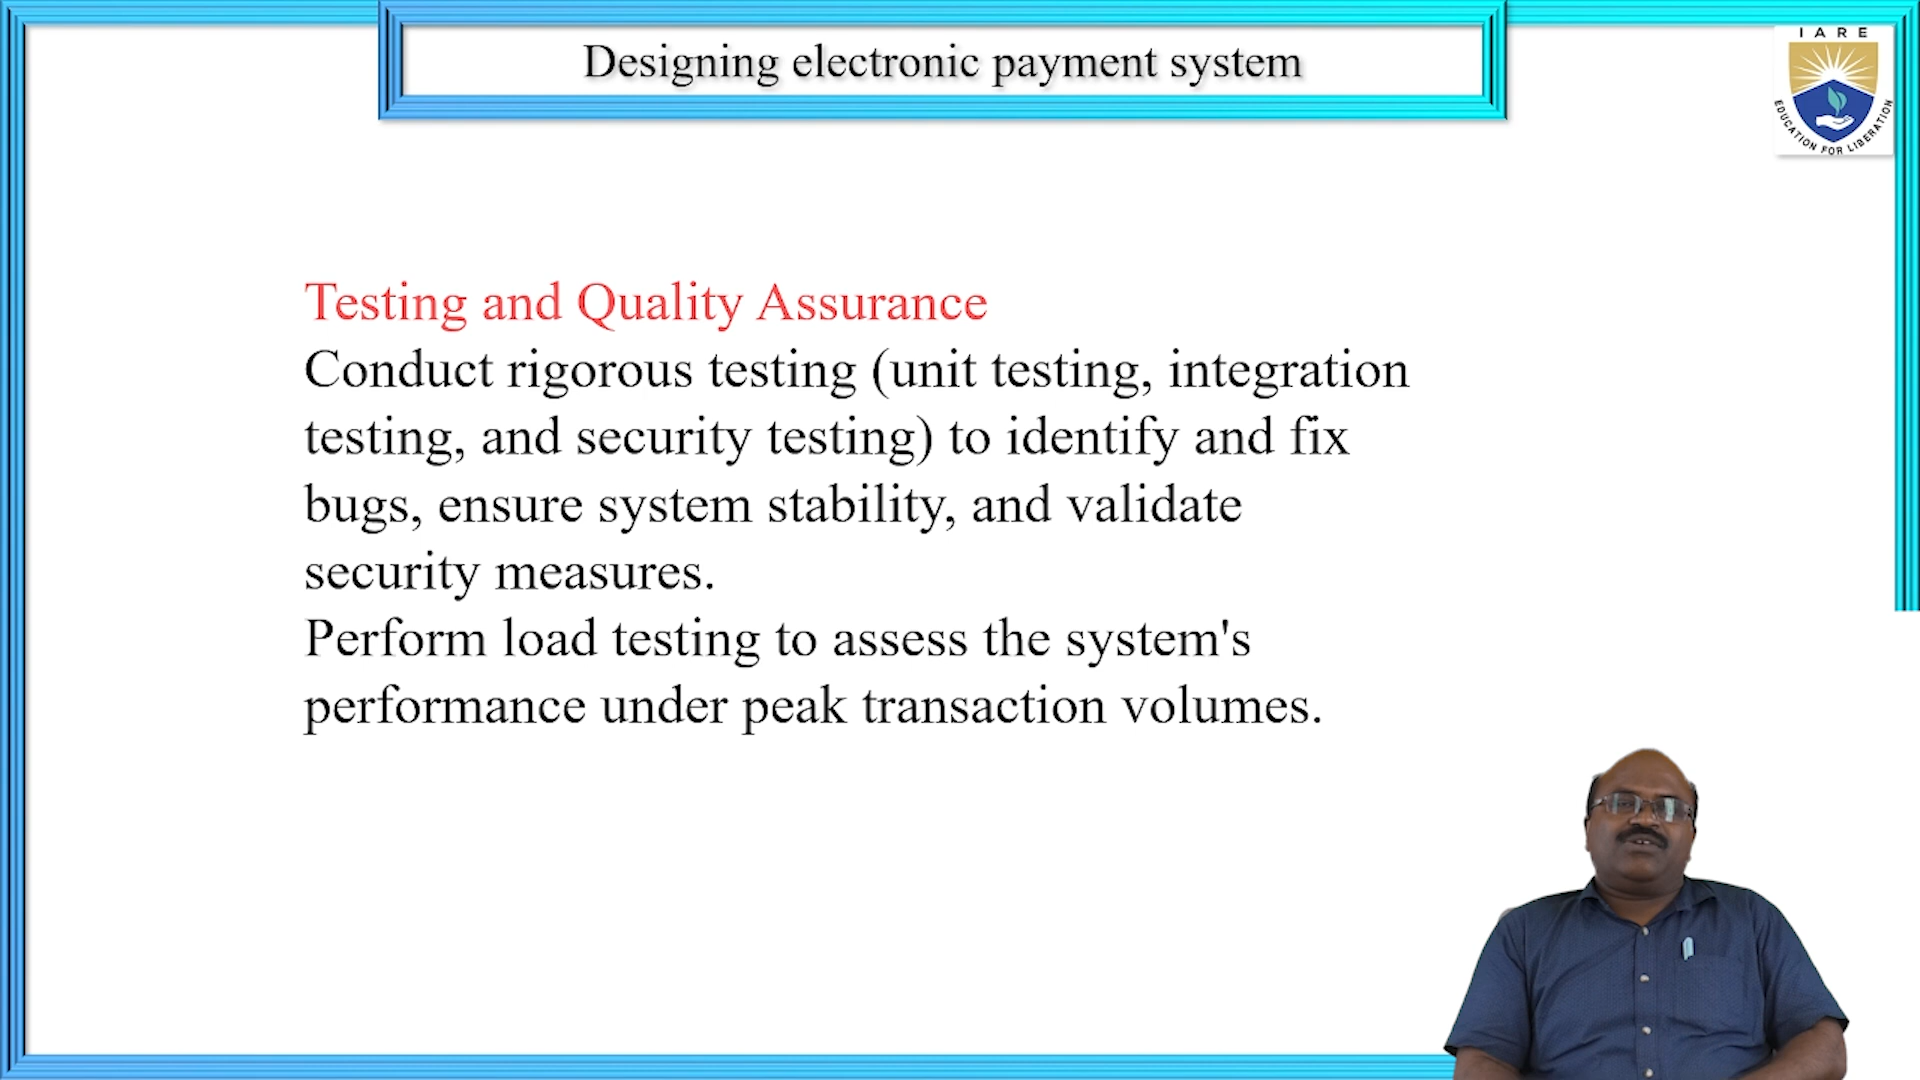 Designing electronic payment system
IARE
EDUCATION FOR LIBERATION
Testing and Quality Assurance
Conduct rigorous testing (unit testing, integration
testing, and security testing) to identify and fix
bugs, ensure system stability, and validate
security measures.
Perform load testing to assess the system's
performance under peak transaction volumes.